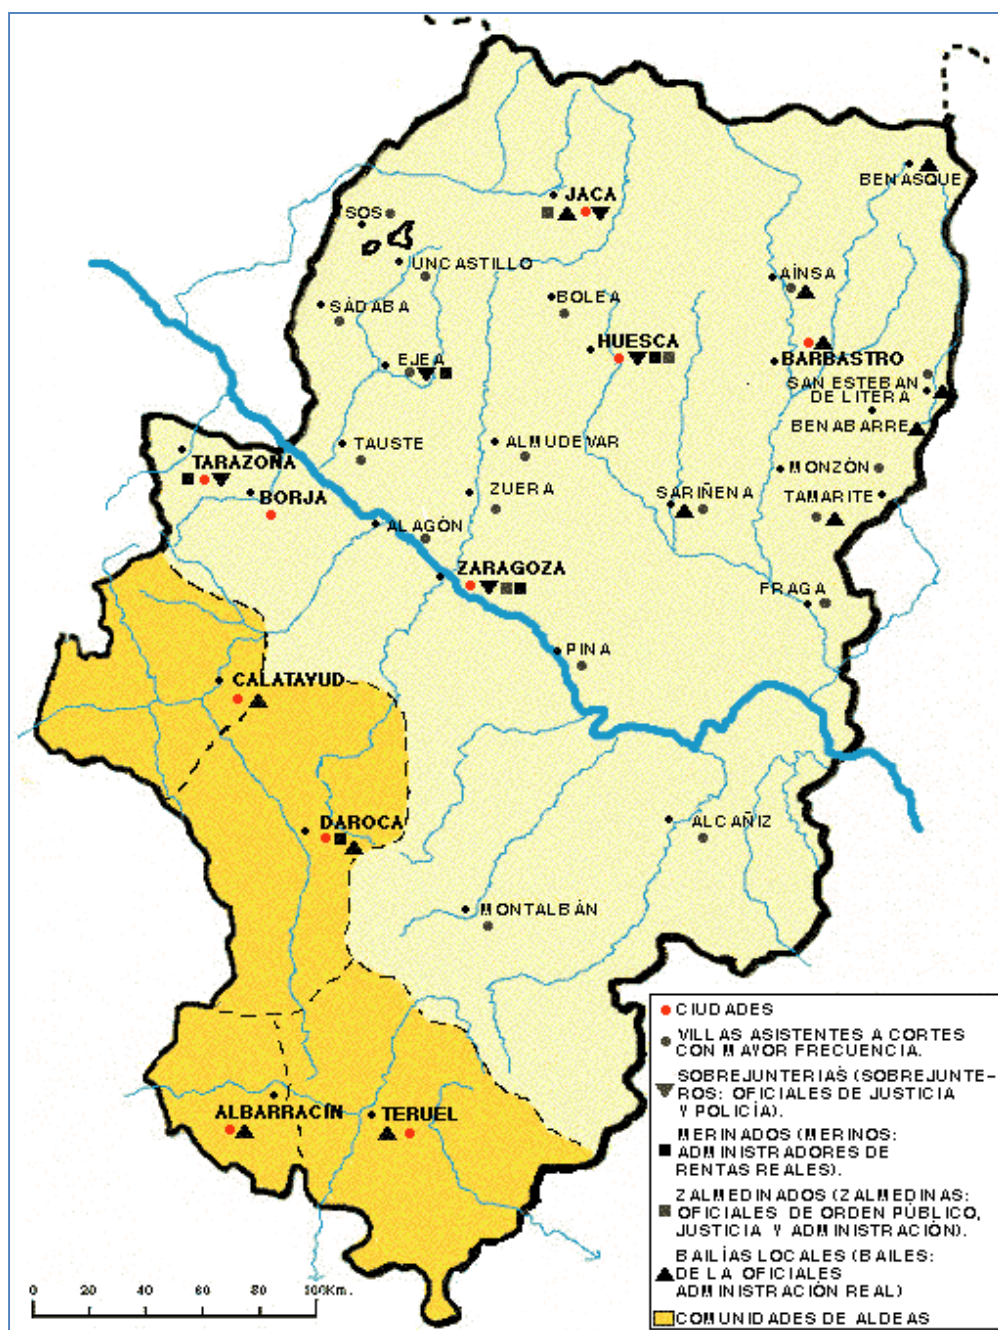 BENASQUE
JACA
SOS
UNCASTILLO
AÍNSA
BOLEA
SÁDABA
HUESCA
EJEA
BARBASTRO
SAN ESTEBAN
DE LITERA
BENABARRE
TAUSTE
ALMUDEVAR
TARAZONA
MONZÓN
ZUERA
SARIÑENA
TAMARITE
BORJA
ALAGÓN
ZARAGOZA
FRAGA
PINA
CALATAYUD
DAROCA
ALCAÑIZ
MONTALBÁN
ALBARRACÍN
TERUEL
CIUDADES
VILLAS ASISTENTES A CORTES
CON MAYOR FRECUENCIA.
SOBREJUNTERIAS (SOBREJUNTE-
ROS: OFICIALES DE JUSTICIA
Y POLICÍA).
MERINADOS (MERINOS:
ADMINISTRADORES DE
RENTAS REALES).
ZALMEDINADOS (ZALMEDINAS:
OFICIALES DE ORDEN PÚBLICO,
JUSTICIA Y ADMINISTRACIÓN).
BAILÍAS LOCALES (BAILES:
DE LA OFICIALES
ADMINISTRACIÓN REAL)
COMUNIDADES DE ALDEAS
0 20 40 60 80 100Km.